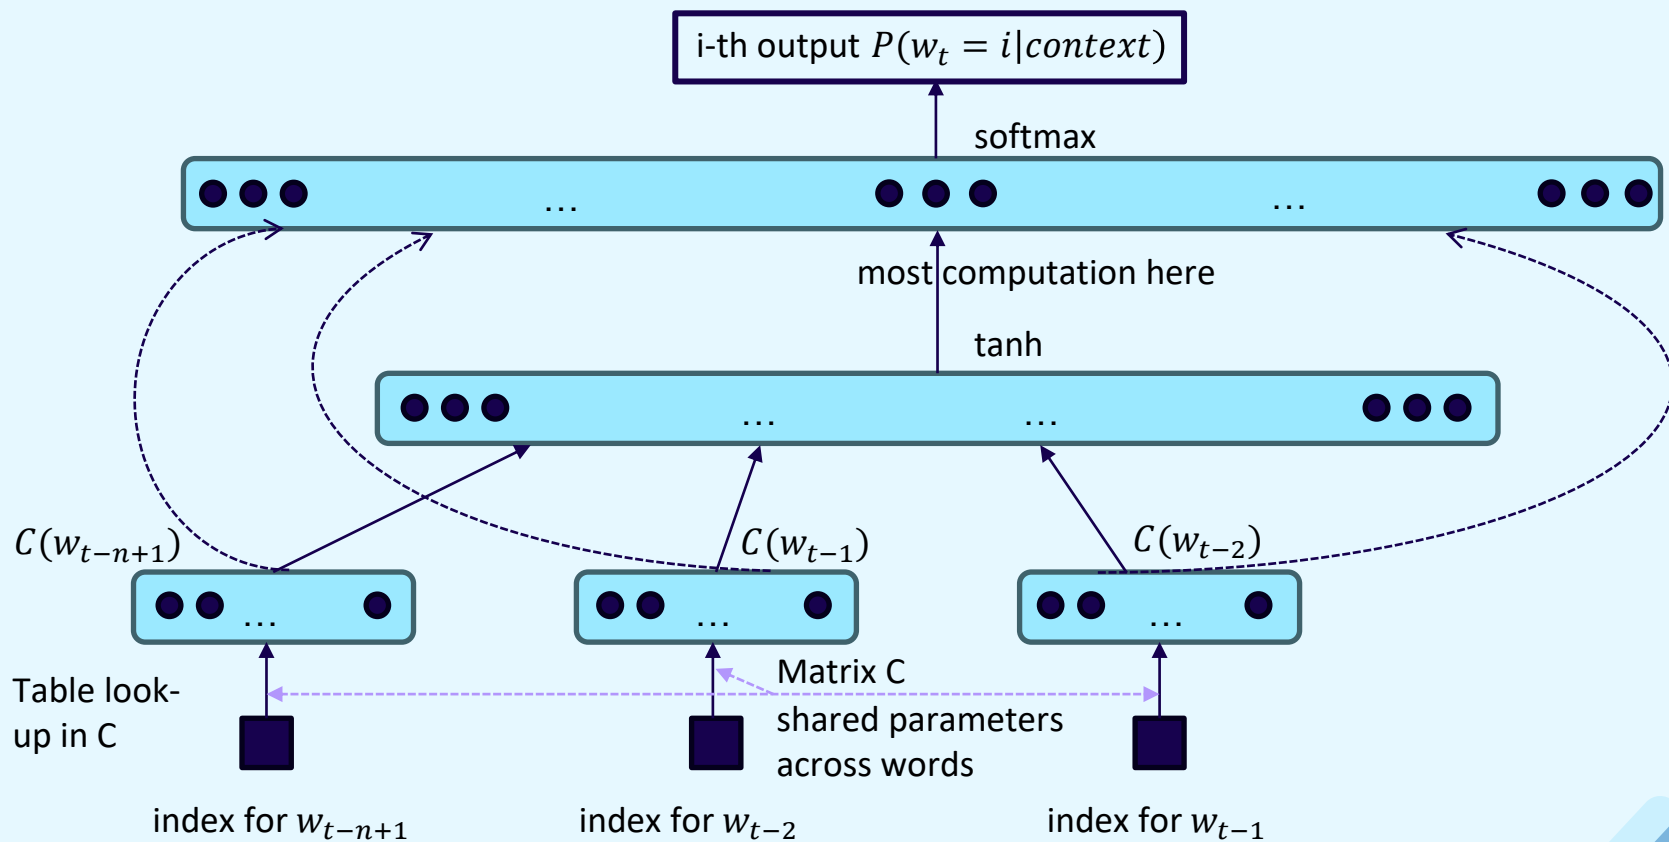 i-th output P(w_t = i|context)
softmax
... ...
most computation here
tanh
... ...
C(w_{t-n+1}) C(w_{t-1}) C(w_{t-2})
... ... ...
Table look-
up in C
Matrix C
shared parameters
across words
index for w_{t-n+1} index for w_{t-2} index for w_{t-1}